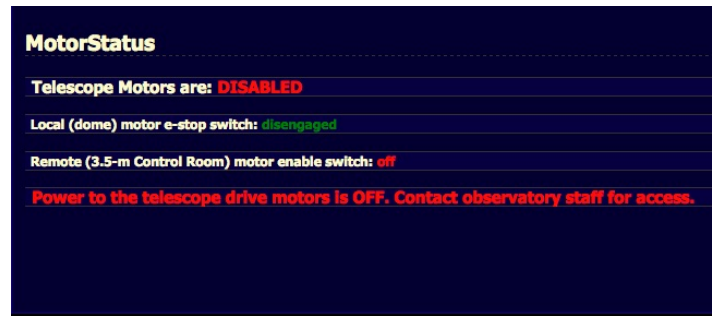 MotorStatus
Telescope Motors are: DISABLED
Local (dome) motor e-stop switch: disengaged
Remote (3.5-m Control Room) motor enable switch: off
Power to the telescope drive motors is OFF. Contact observatory staff for access.